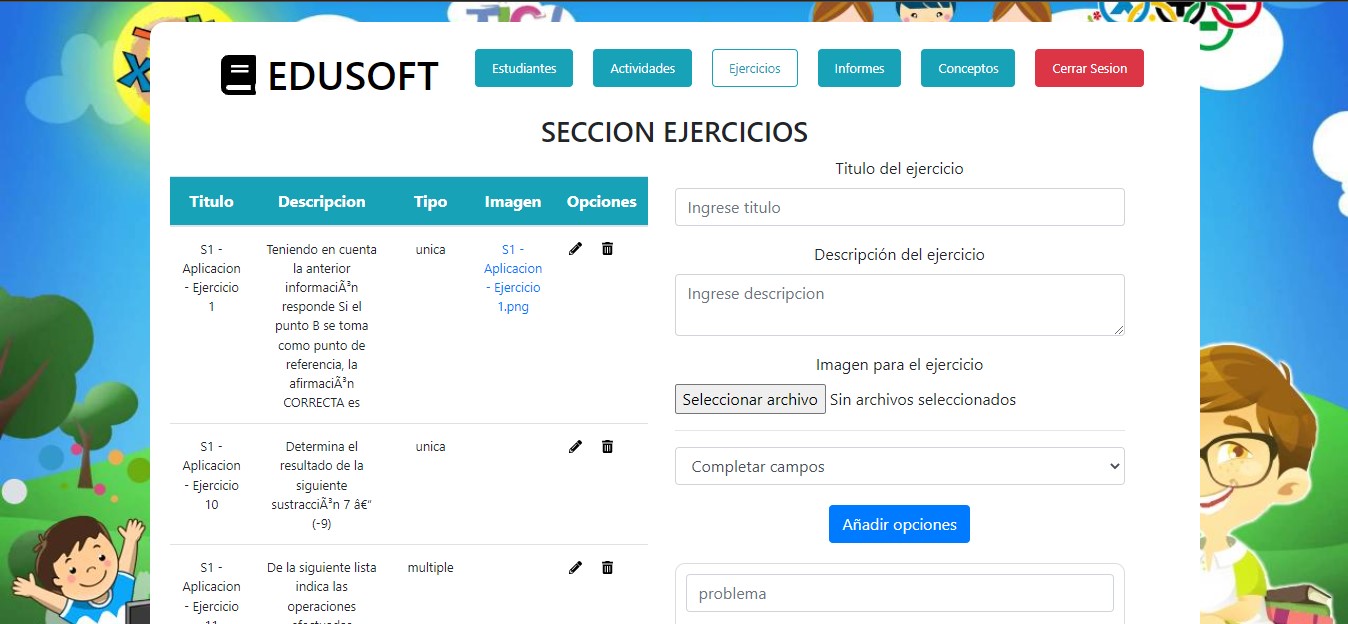 TIC
EDUSOFT
Estudiantes
Actividades
Ejercicios
Informes
Conceptos
Cerrar Sesion
SECCION EJERCICIOS
Titulo Descripcion Tipo Imagen Opciones
S1 -
Aplicacion
- Ejercicio
1
Teniendo en cuenta
la anterior
informaciÃ³n
responde Si el
punto B se toma
como punto de
referencia, la
afirmaciÃ³n
CORRECTA es
unica
S1 -
Aplicacion
- Ejercicio
1.png
S1 -
Aplicacion
- Ejercicio
10
Determina el
resultado de la
siguiente
sustracciÃ³n 7 â€“
(-9)
unica
S1 -
Aplicacion
- Ejercicio
11
De la siguiente lista
indica las
operaciones
efectuadas
multiple
Titulo del ejercicio
Ingrese titulo
Descripción del ejercicio
Ingrese descripcion
Imagen para el ejercicio
Seleccionar archivo Sin archivos seleccionados
Completar campos
Añadir opciones
problema